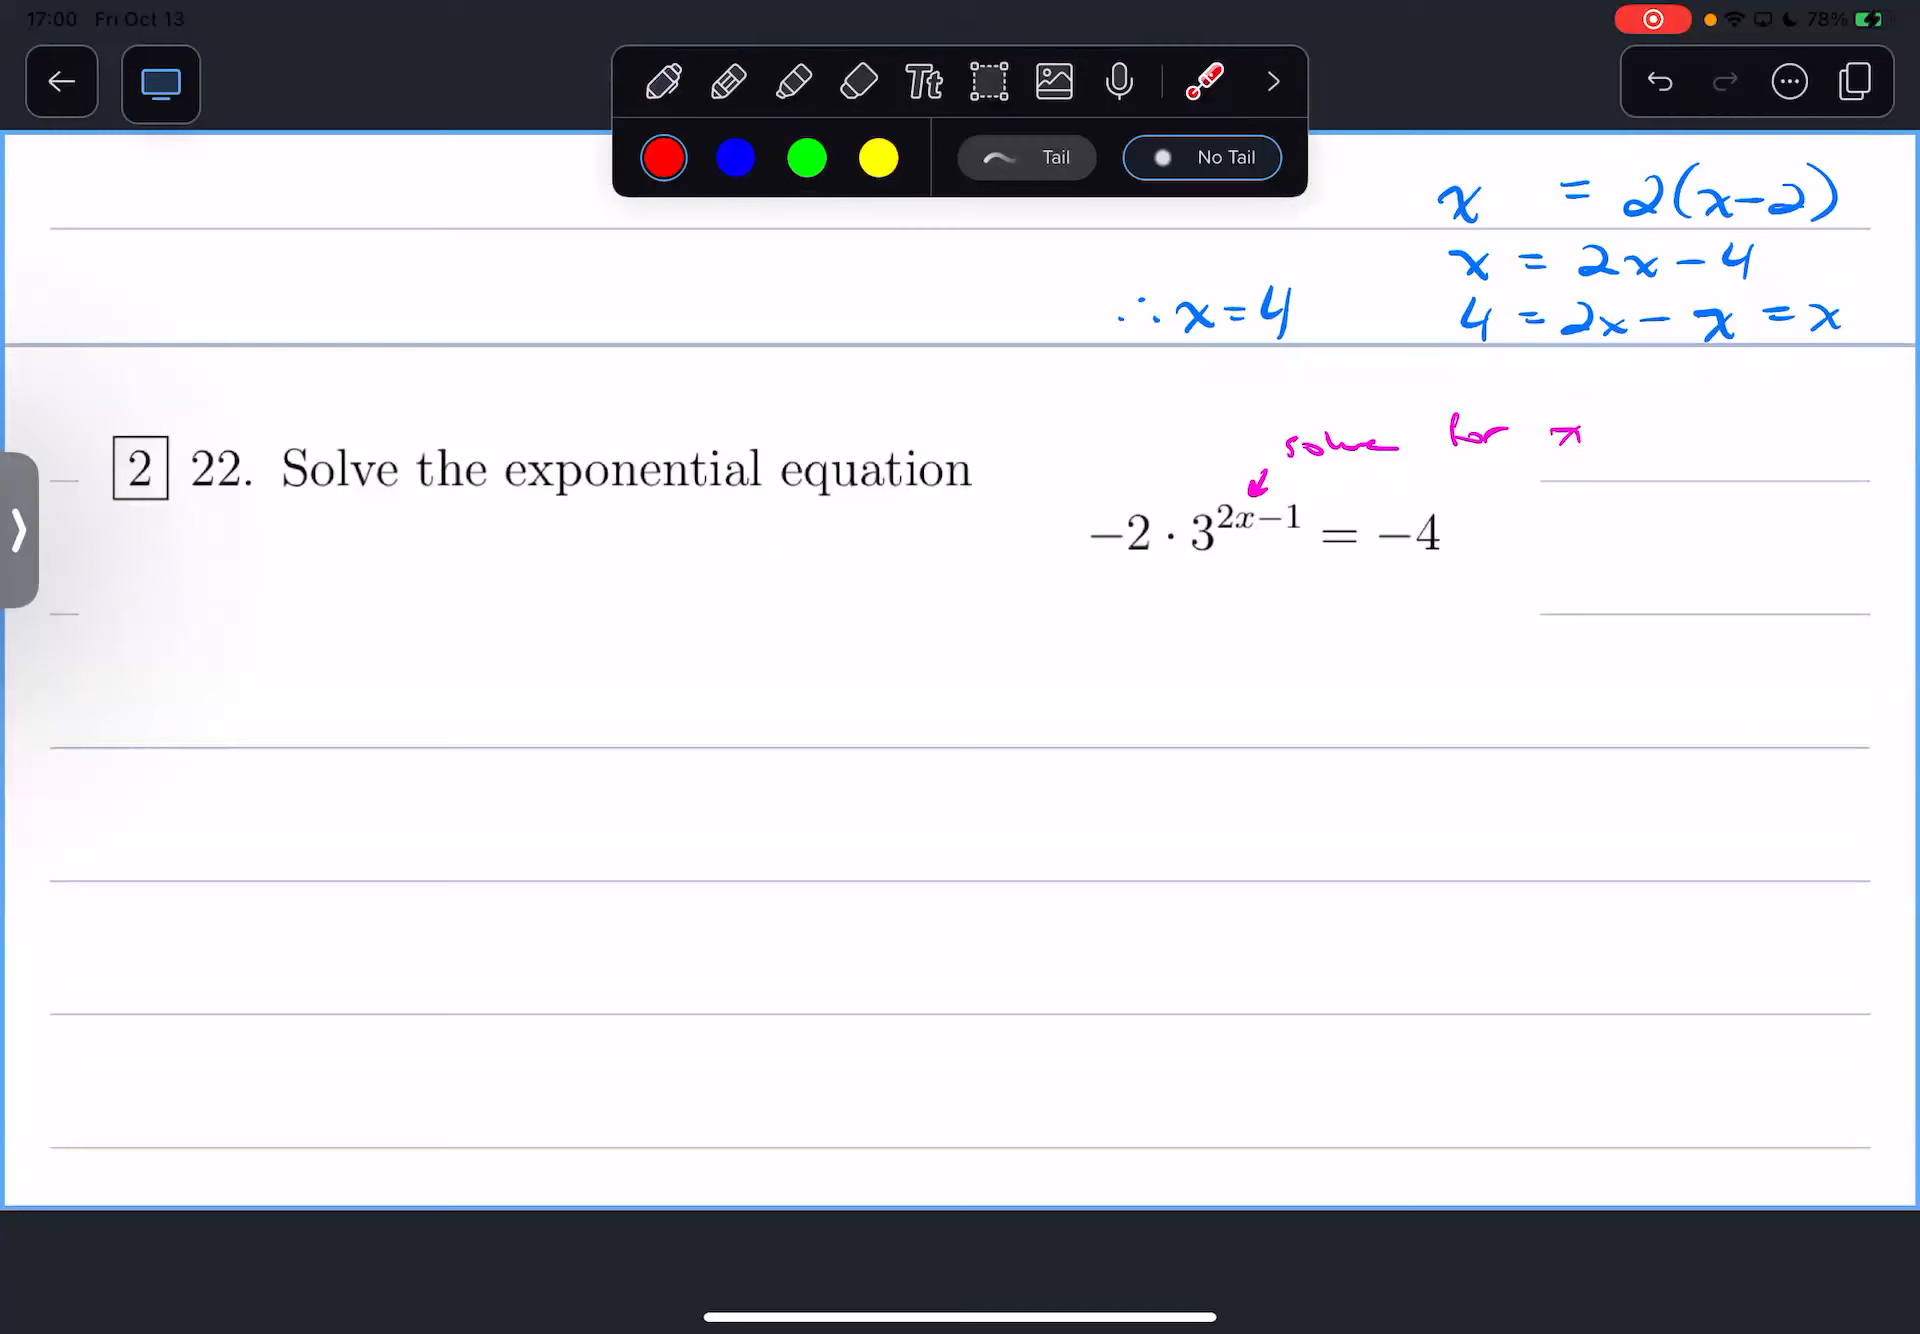 17:00 Fri Oct 13
78%
Tt
Tail
No Tail
x = 2(x-2)
x = 2x - 4
∴ x = 4
4 = 2x - x = x
solve for x
2 22. Solve the exponential equation
−2 · 3^{2x−1} = −4